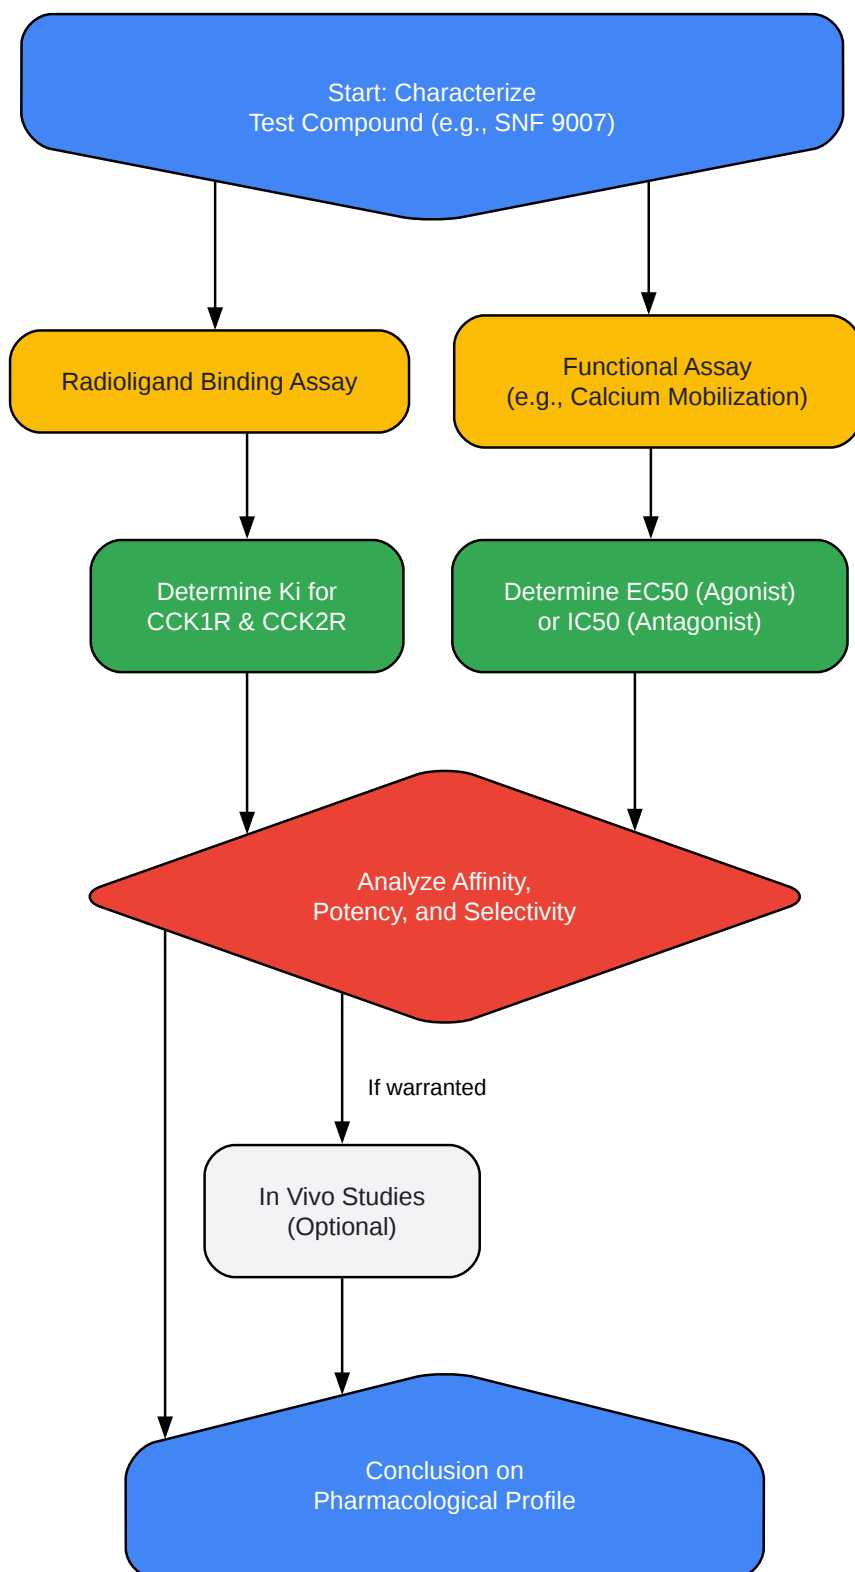 Start: Characterize
Test Compound (e.g., SNF 9007)
Radioligand Binding Assay
Functional Assay
(e.g., Calcium Mobilization)
Determine Ki for
CCK1R & CCK2R
Determine EC50 (Agonist)
or IC50 (Antagonist)
Analyze Affinity,
Potency, and Selectivity
If warranted
In Vivo Studies
(Optional)
Conclusion on
Pharmacological Profile